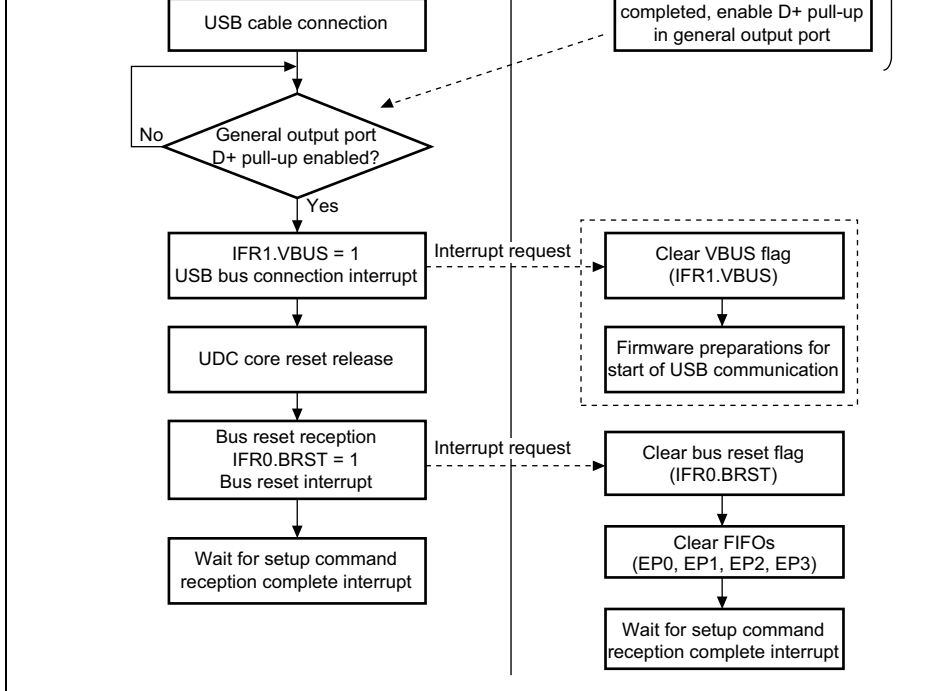 USB cable connection
completed, enable D+ pull-up
in general output port
No
General output port
D+ pull-up enabled?
Yes
IFR1.VBUS = 1
USB bus connection interrupt
Interrupt request
Clear VBUS flag
(IFR1.VBUS)
UDC core reset release
Firmware preparations for
start of USB communication
Bus reset reception
IFR0.BRST = 1
Bus reset interrupt
Interrupt request
Clear bus reset flag
(IFR0.BRST)
Wait for setup command
reception complete interrupt
Clear FIFOs
(EP0, EP1, EP2, EP3)
Wait for setup command
reception complete interrupt